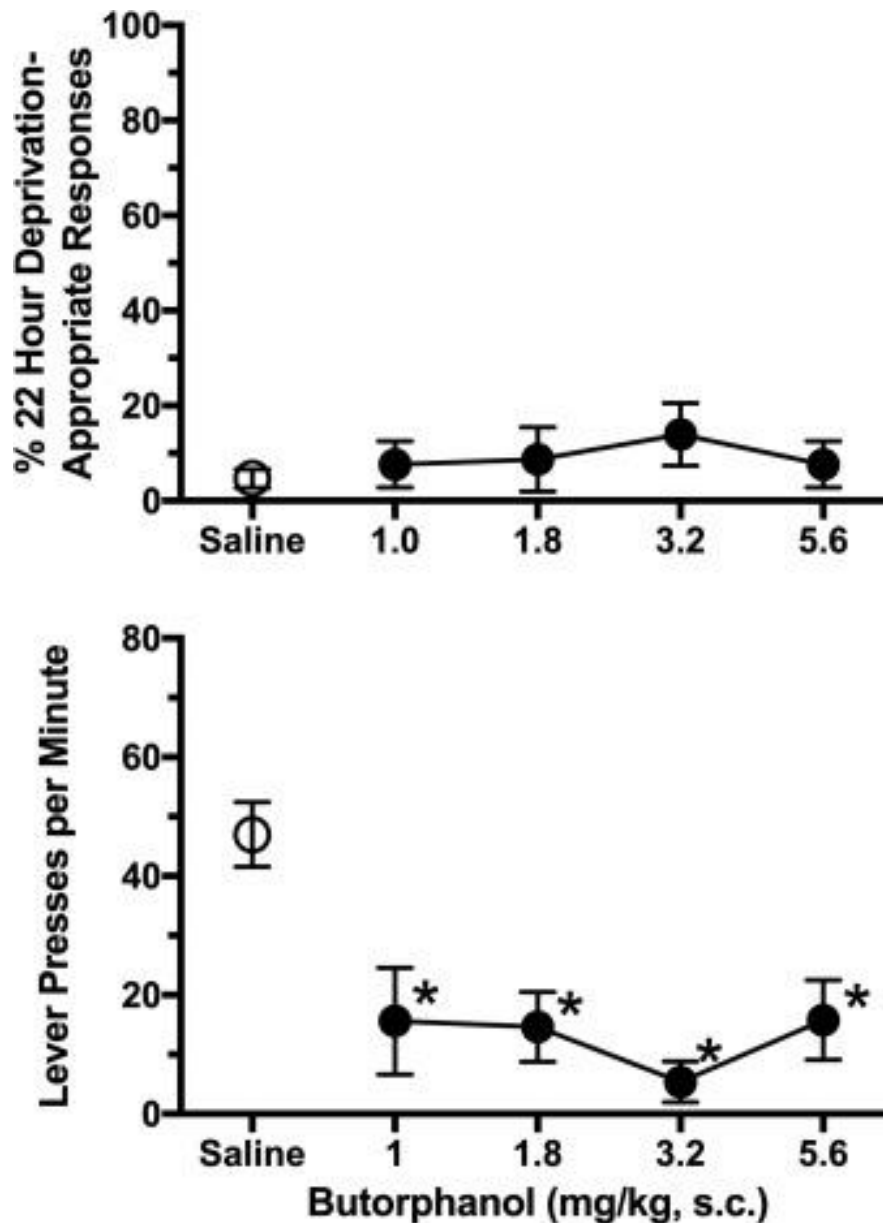 % 22 Hour Deprivation-
Appropriate Responses
100
80
60
40
20
0
Saline 1.0 1.8 3.2 5.6
Lever Presses per Minute
80
60
40
20
0
*
*
*
*
Saline 1 1.8 3.2 5.6
Butorphanol (mg/kg, s.c.)